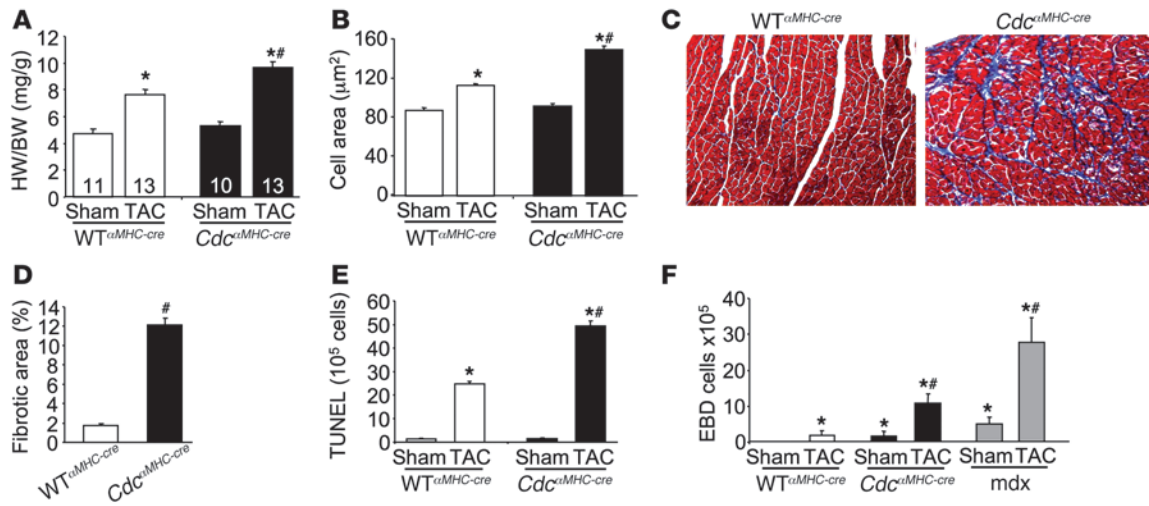 A
HW/BW (mg/g)
12
10
8
6
4
2
0
*
*#
11
13
10
13
Sham TAC
Sham TAC
WTαMHC-cre
CdcαMHC-cre
B
Cell area (μm²)
160
120
80
40
0
*
*#
Sham TAC
Sham TAC
WTαMHC-cre
CdcαMHC-cre
C
WTαMHC-cre
CdcαMHC-cre
D
Fibrotic area (%)
14
12
10
8
6
4
2
0
#
WTαMHC-cre
CdcαMHC-cre
E
TUNEL (10⁵ cells)
60
50
40
30
20
10
0
*
*#
Sham TAC
Sham TAC
WTαMHC-cre
CdcαMHC-cre
F
EBD cells x10⁵
40
30
20
10
0
*
*
*#
*
*#
Sham TAC
Sham TAC
Sham TAC
WTαMHC-cre
CdcαMHC-cre
mdx